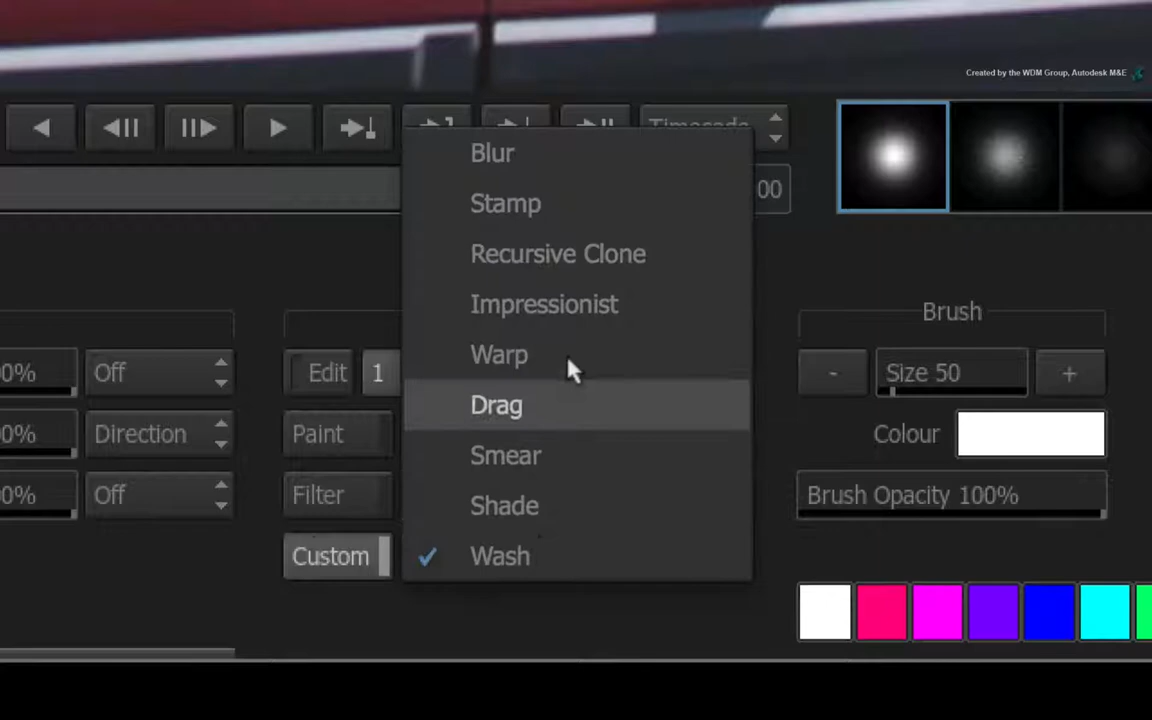 Created by the WDM Group, Autodesk M&E
Timecode
00
Blur
Stamp
Recursive Clone
Impressionist
Warp
Drag
Smear
Shade
Wash
0% Off
0% Direction
0% Off
Edit 1
Paint
Filter
Custom
Brush
- Size 50 +
Colour
Brush Opacity 100%